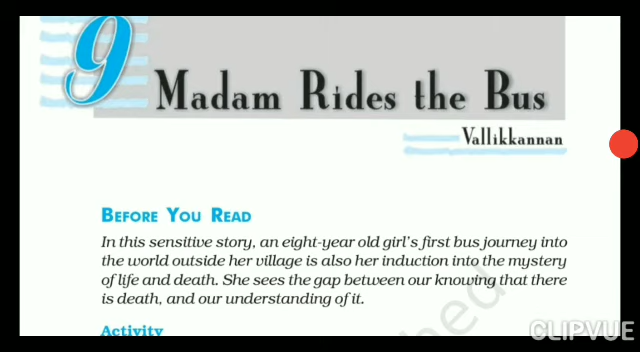 9
Madam Rides the Bus
Vallikkannan
BEFORE YOU READ
In this sensitive story, an eight-year old girl's first bus journey into
the world outside her village is also her induction into the mystery
of life and death. She sees the gap between our knowing that there
is death, and our understanding of it.
Activity
CLIPVUE